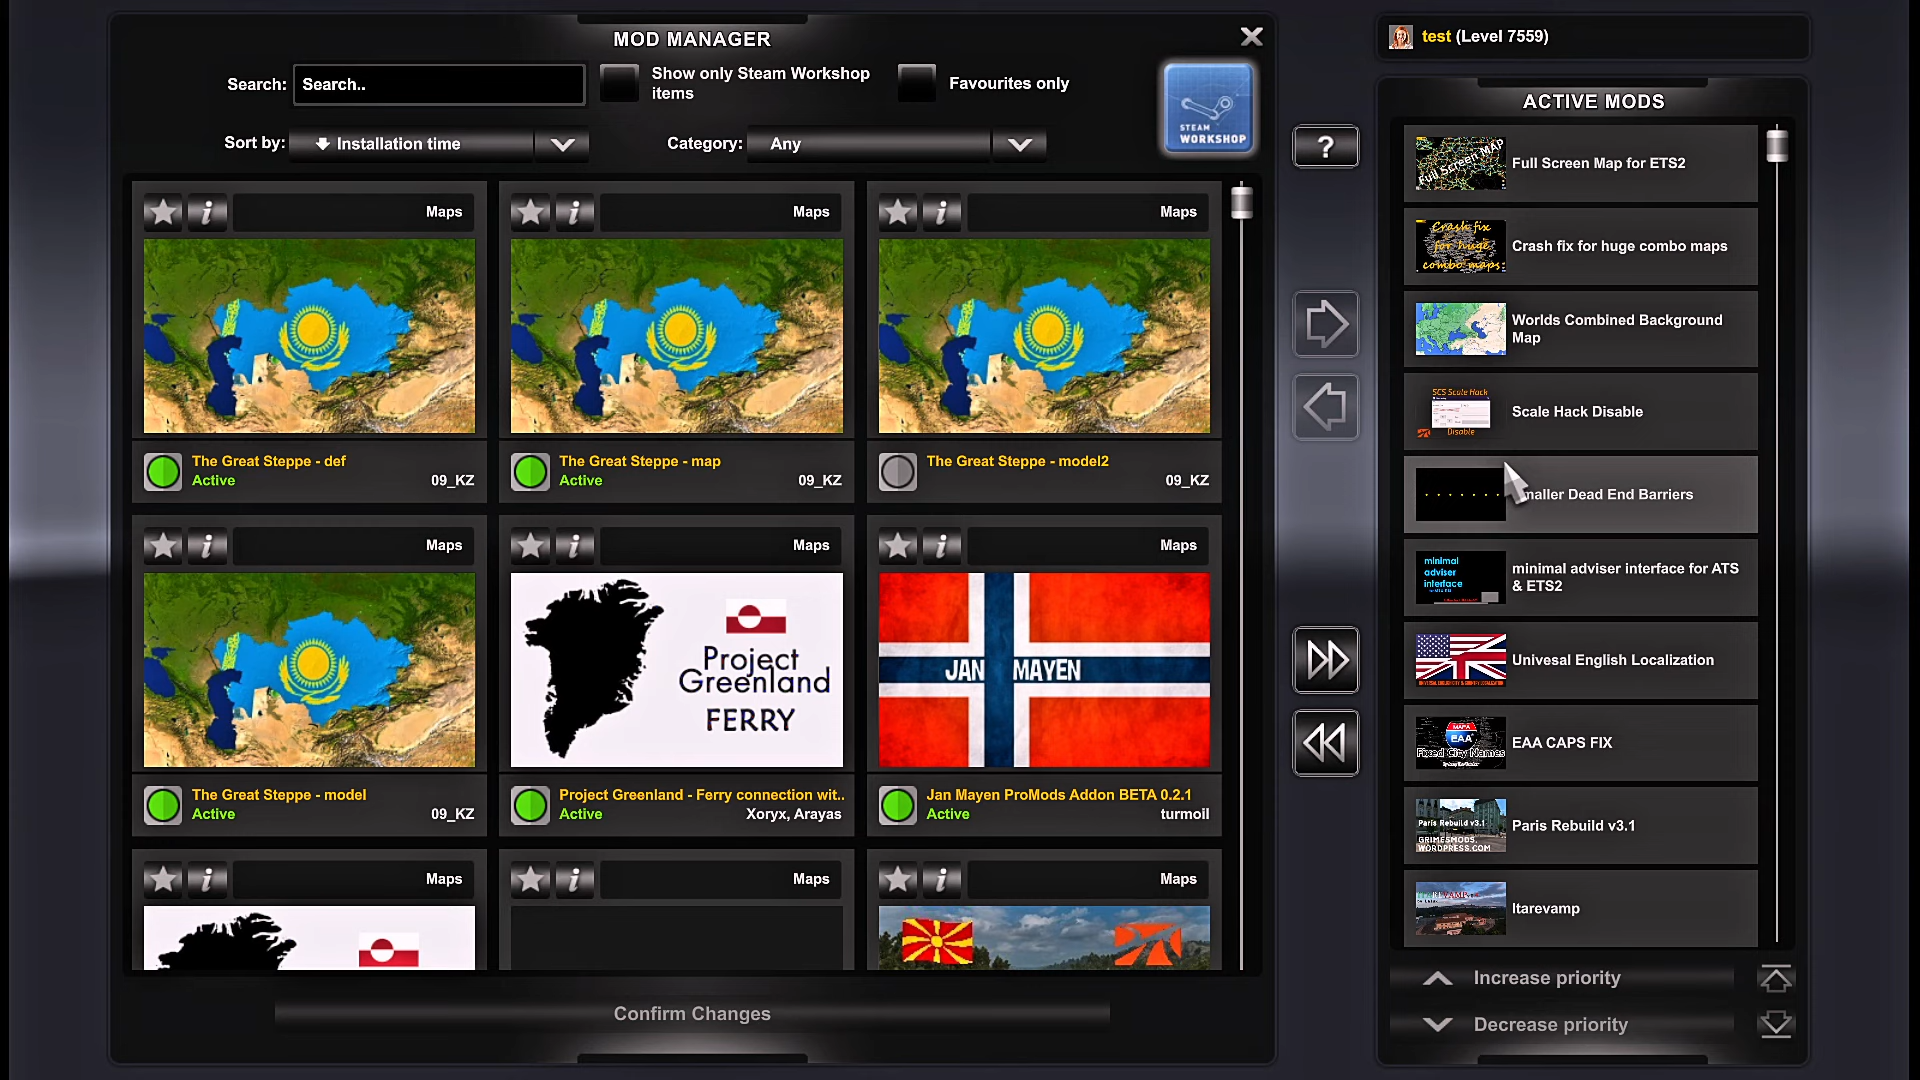 MOD MANAGER
Search:
Search..
Show only Steam Workshop
items
Favourites only
STEAM
WORKSHOP
Sort by:
Installation time
Category:
Any
Maps
Maps
Maps
The Great Steppe - def
Active
09_KZ
The Great Steppe - map
Active
09_KZ
The Great Steppe - model2
09_KZ
Maps
Maps
Maps
Project
Greenland
FERRY
JAN MAYEN
The Great Steppe - model
Active
09_KZ
Project Greenland - Ferry connection wit..
Active
Xoryx, Arayas
Jan Mayen ProMods Addon BETA 0.2.1
Active
turmoil
Maps
Maps
Maps
Confirm Changes
?
test (Level 7559)
ACTIVE MODS
Full Screen MAP
Full Screen Map for ETS2
Crash fix
for huge
combo maps
Crash fix for huge combo maps
Worlds Combined Background
Map
SCS Scale Hack
Disable
Scale Hack Disable
maller Dead End Barriers
minimal
adviser
interface
minimal adviser interface for ATS
& ETS2
Univesal English Localization
MAPA
EAA
Fixed City Names
EAA CAPS FIX
Paris Rebuild v3.1
GRIMESMODS.
WORDPRESS.COM
Paris Rebuild v3.1
Itarevamp
Increase priority
Decrease priority